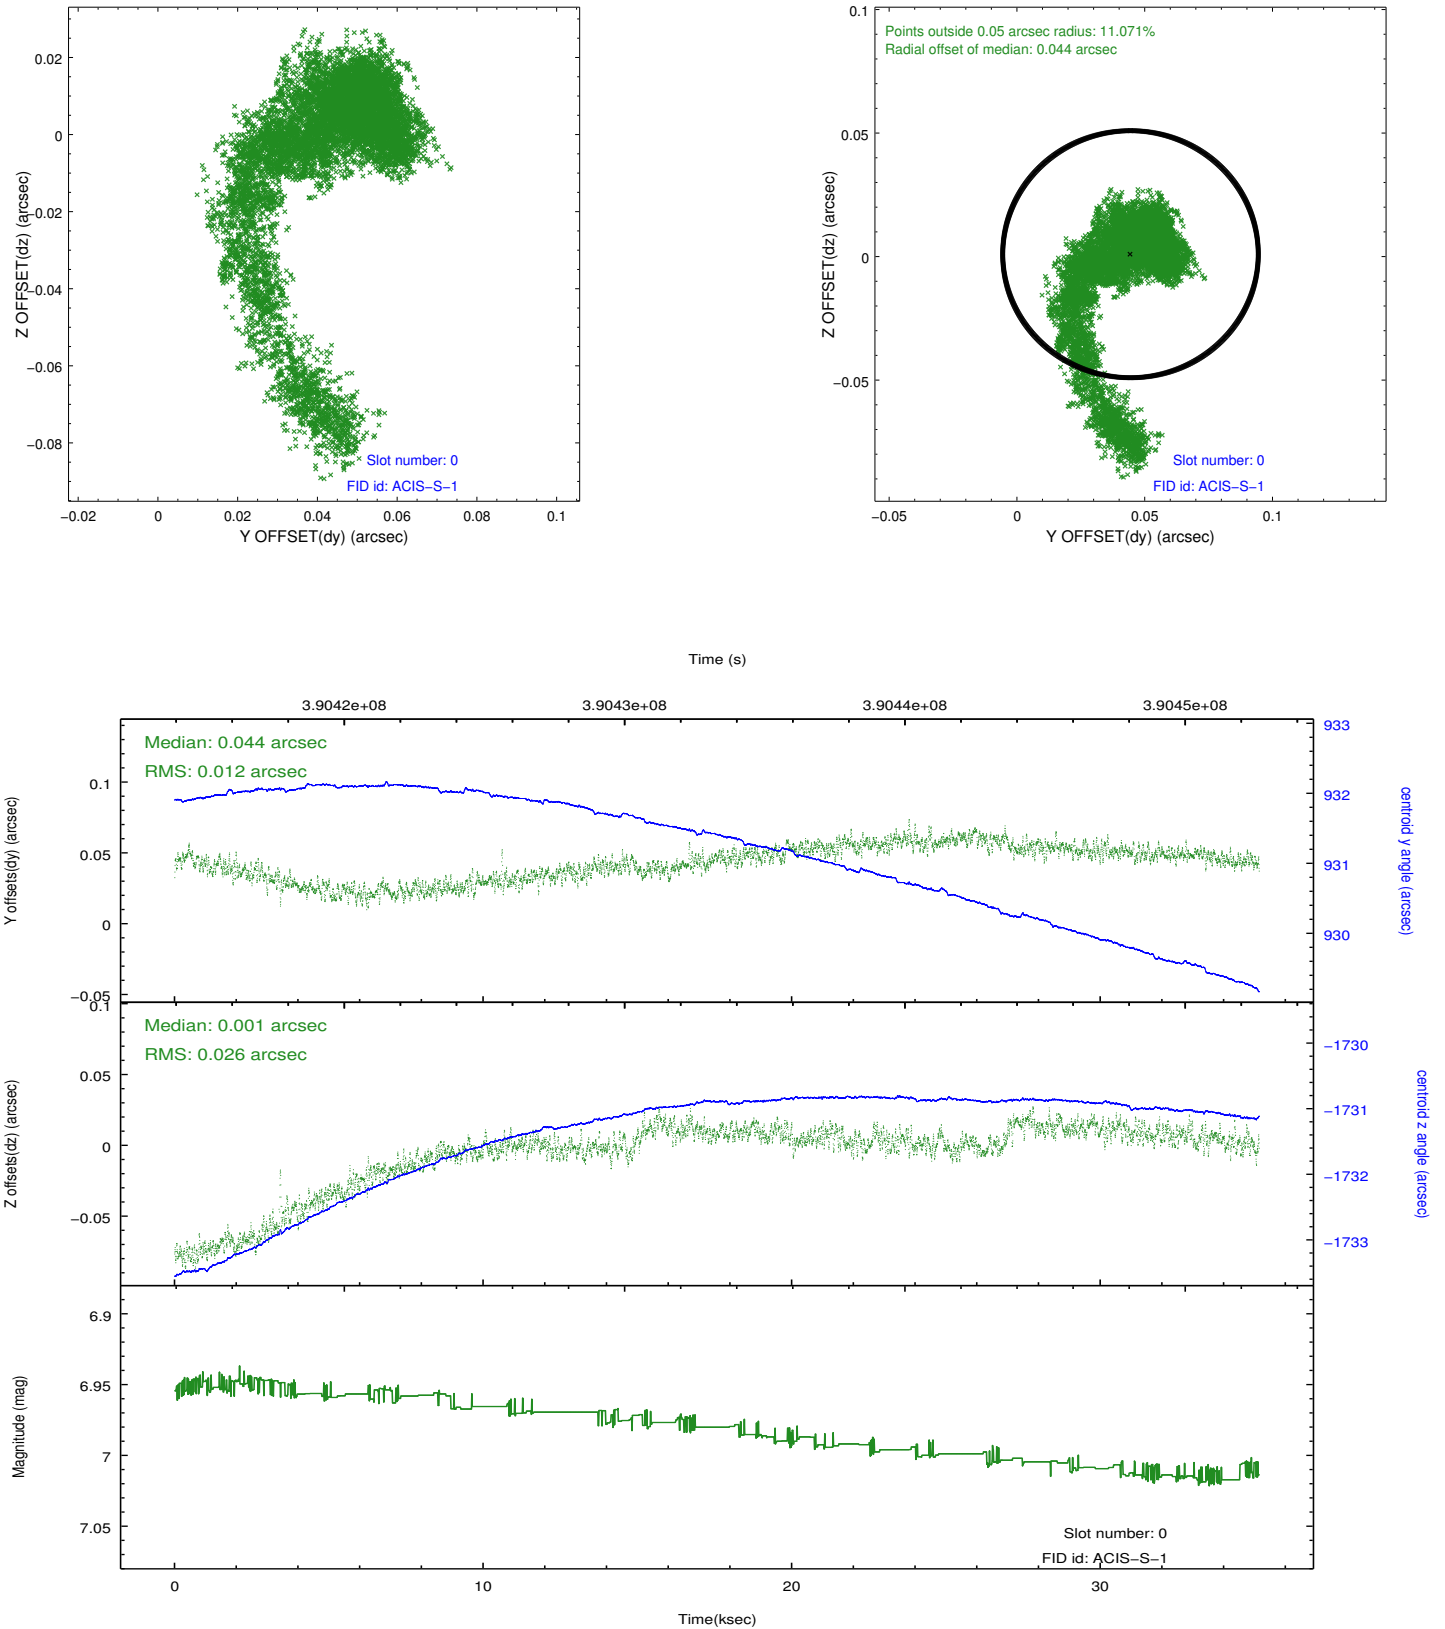 0.02
0
−0.02
−0.04
−0.06
−0.08
Z OFFSET(dz) (arcsec)
Slot number: 0
FID id: ACIS−S−1
−0.02
0
0.02
0.04
0.06
0.08
0.1
Y OFFSET(dy) (arcsec)
0.1
0.05
0
−0.05
Z OFFSET(dz) (arcsec)
Points outside 0.05 arcsec radius: 11.071%
Radial offset of median: 0.044 arcsec
Slot number: 0
FID id: ACIS−S−1
−0.05
0
0.05
0.1
Y OFFSET(dy) (arcsec)
Time (s)
3.9042e+08
3.9043e+08
3.9044e+08
3.9045e+08
Median: 0.044 arcsec
RMS: 0.012 arcsec
0.1
0.05
0
−0.05
Y offsets(dy) (arcsec)
933
932
931
930
centroid y angle (arcsec)
Median: 0.001 arcsec
RMS: 0.026 arcsec
0.1
0.05
0
−0.05
Z offsets(dz) (arcsec)
−1730
−1731
−1732
−1733
centroid z angle (arcsec)
6.9
6.95
7
7.05
Magnitude (mag)
Slot number: 0
FID id: ACIS−S−1
0
10
20
30
Time(ksec)